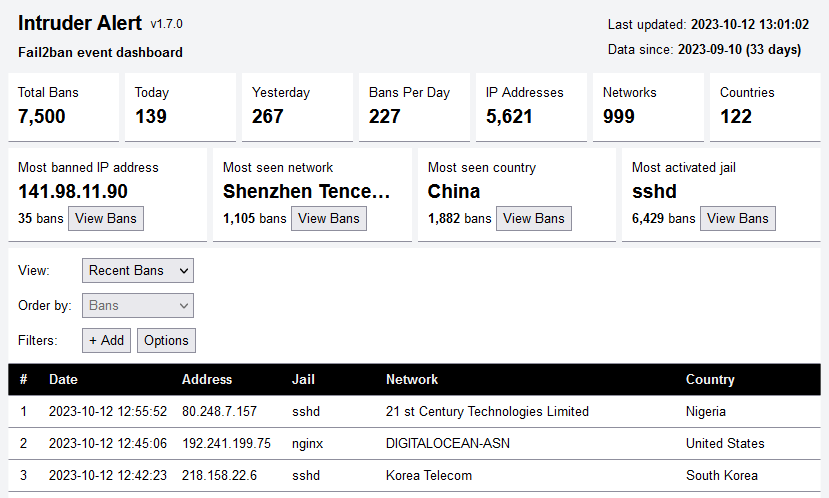 Intruder Alert v1.7.0
Last updated: 2023-10-12 13:01:02
Fail2ban event dashboard
Data since: 2023-09-10 (33 days)
Total Bans Today Yesterday Bans Per Day IP Addresses Networks Countries
7,500 139 267 227 5,621 999 122
Most banned IP address Most seen network Most seen country Most activated jail
141.98.11.90 Shenzhen Tence… China sshd
35 bans View Bans 1,105 bans View Bans 1,882 bans View Bans 6,429 bans View Bans
View: Recent Bans
Order by: Bans
Filters: + Add Options
# Date Address Jail Network Country
1 2023-10-12 12:55:52 80.248.7.157 sshd 21 st Century Technologies Limited Nigeria
2 2023-10-12 12:45:06 192.241.199.75 nginx DIGITALOCEAN-ASN United States
3 2023-10-12 12:42:23 218.158.22.6 sshd Korea Telecom South Korea